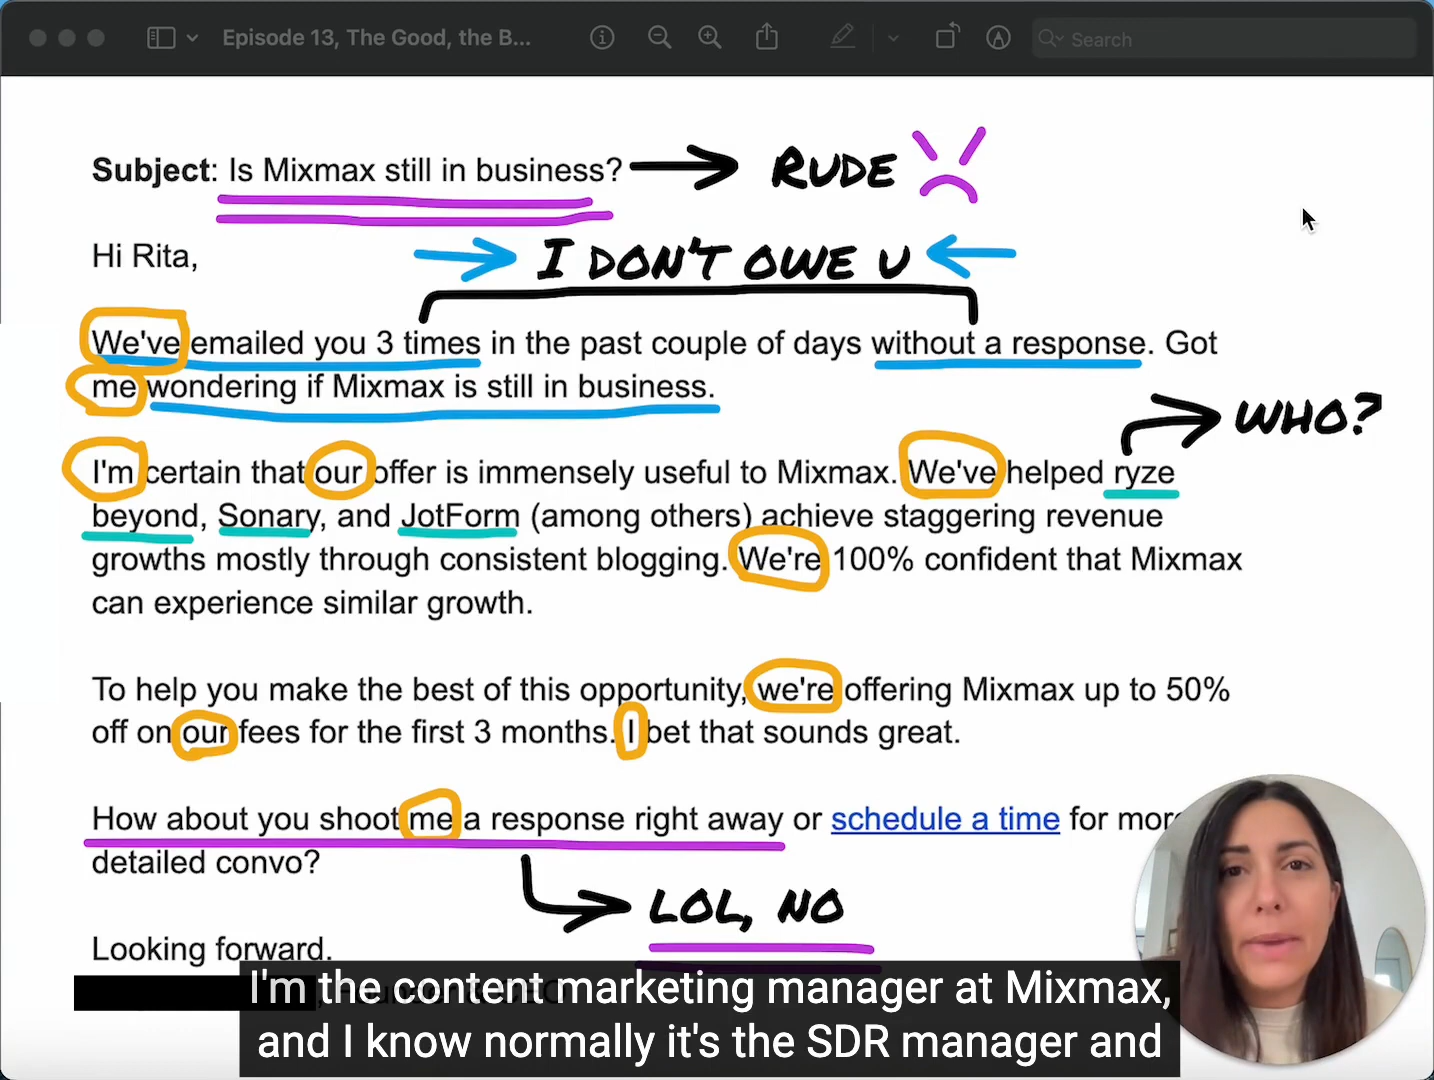 Episode 13, The Good, the B...
Search
Subject: Is Mixmax still in business? RUDE
Hi Rita,
I DON'T OWE U
We've emailed you 3 times in the past couple of days without a response. Got
me wondering if Mixmax is still in business.
WHO?
I'm certain that our offer is immensely useful to Mixmax. We've helped ryze
beyond, Sonary, and JotForm (among others) achieve staggering revenue
growths mostly through consistent blogging. We're 100% confident that Mixmax
can experience similar growth.
To help you make the best of this opportunity, we're offering Mixmax up to 50%
off on our fees for the first 3 months. I bet that sounds great.
How about you shoot me a response right away or schedule a time for more
detailed convo?
LOL, NO
Looking forward.
I'm the content marketing manager at Mixmax,
and I know normally it's the SDR manager and